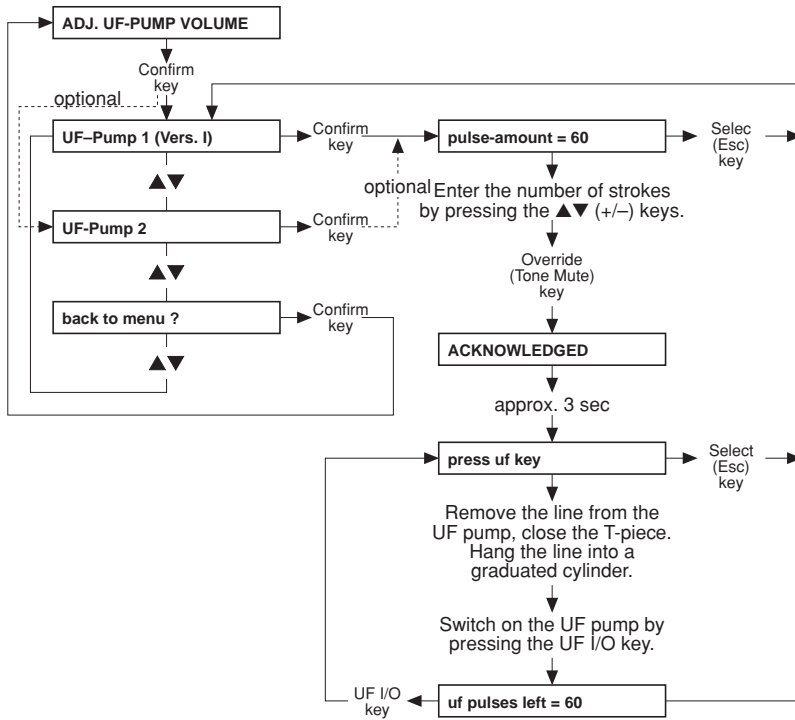 ADJ. UF-PUMP VOLUME
Confirm
key
optional
UF–Pump 1 (Vers. I)
Confirm
key
pulse-amount = 60
Selec
(Esc)
key
optional
Enter the number of strokes
by pressing the ▲▼ (+/–) keys.
▲▼
UF-Pump 2
Confirm
key
▲▼
Override
(Tone Mute)
key
back to menu ?
Confirm
key
▲▼
ACKNOWLEDGED
approx. 3 sec
press uf key
Select
(Esc)
key
Remove the line from the
UF pump, close the T-piece.
Hang the line into a
graduated cylinder.
Switch on the UF pump by
pressing the UF I/O key.
UF I/O
key
uf pulses left = 60